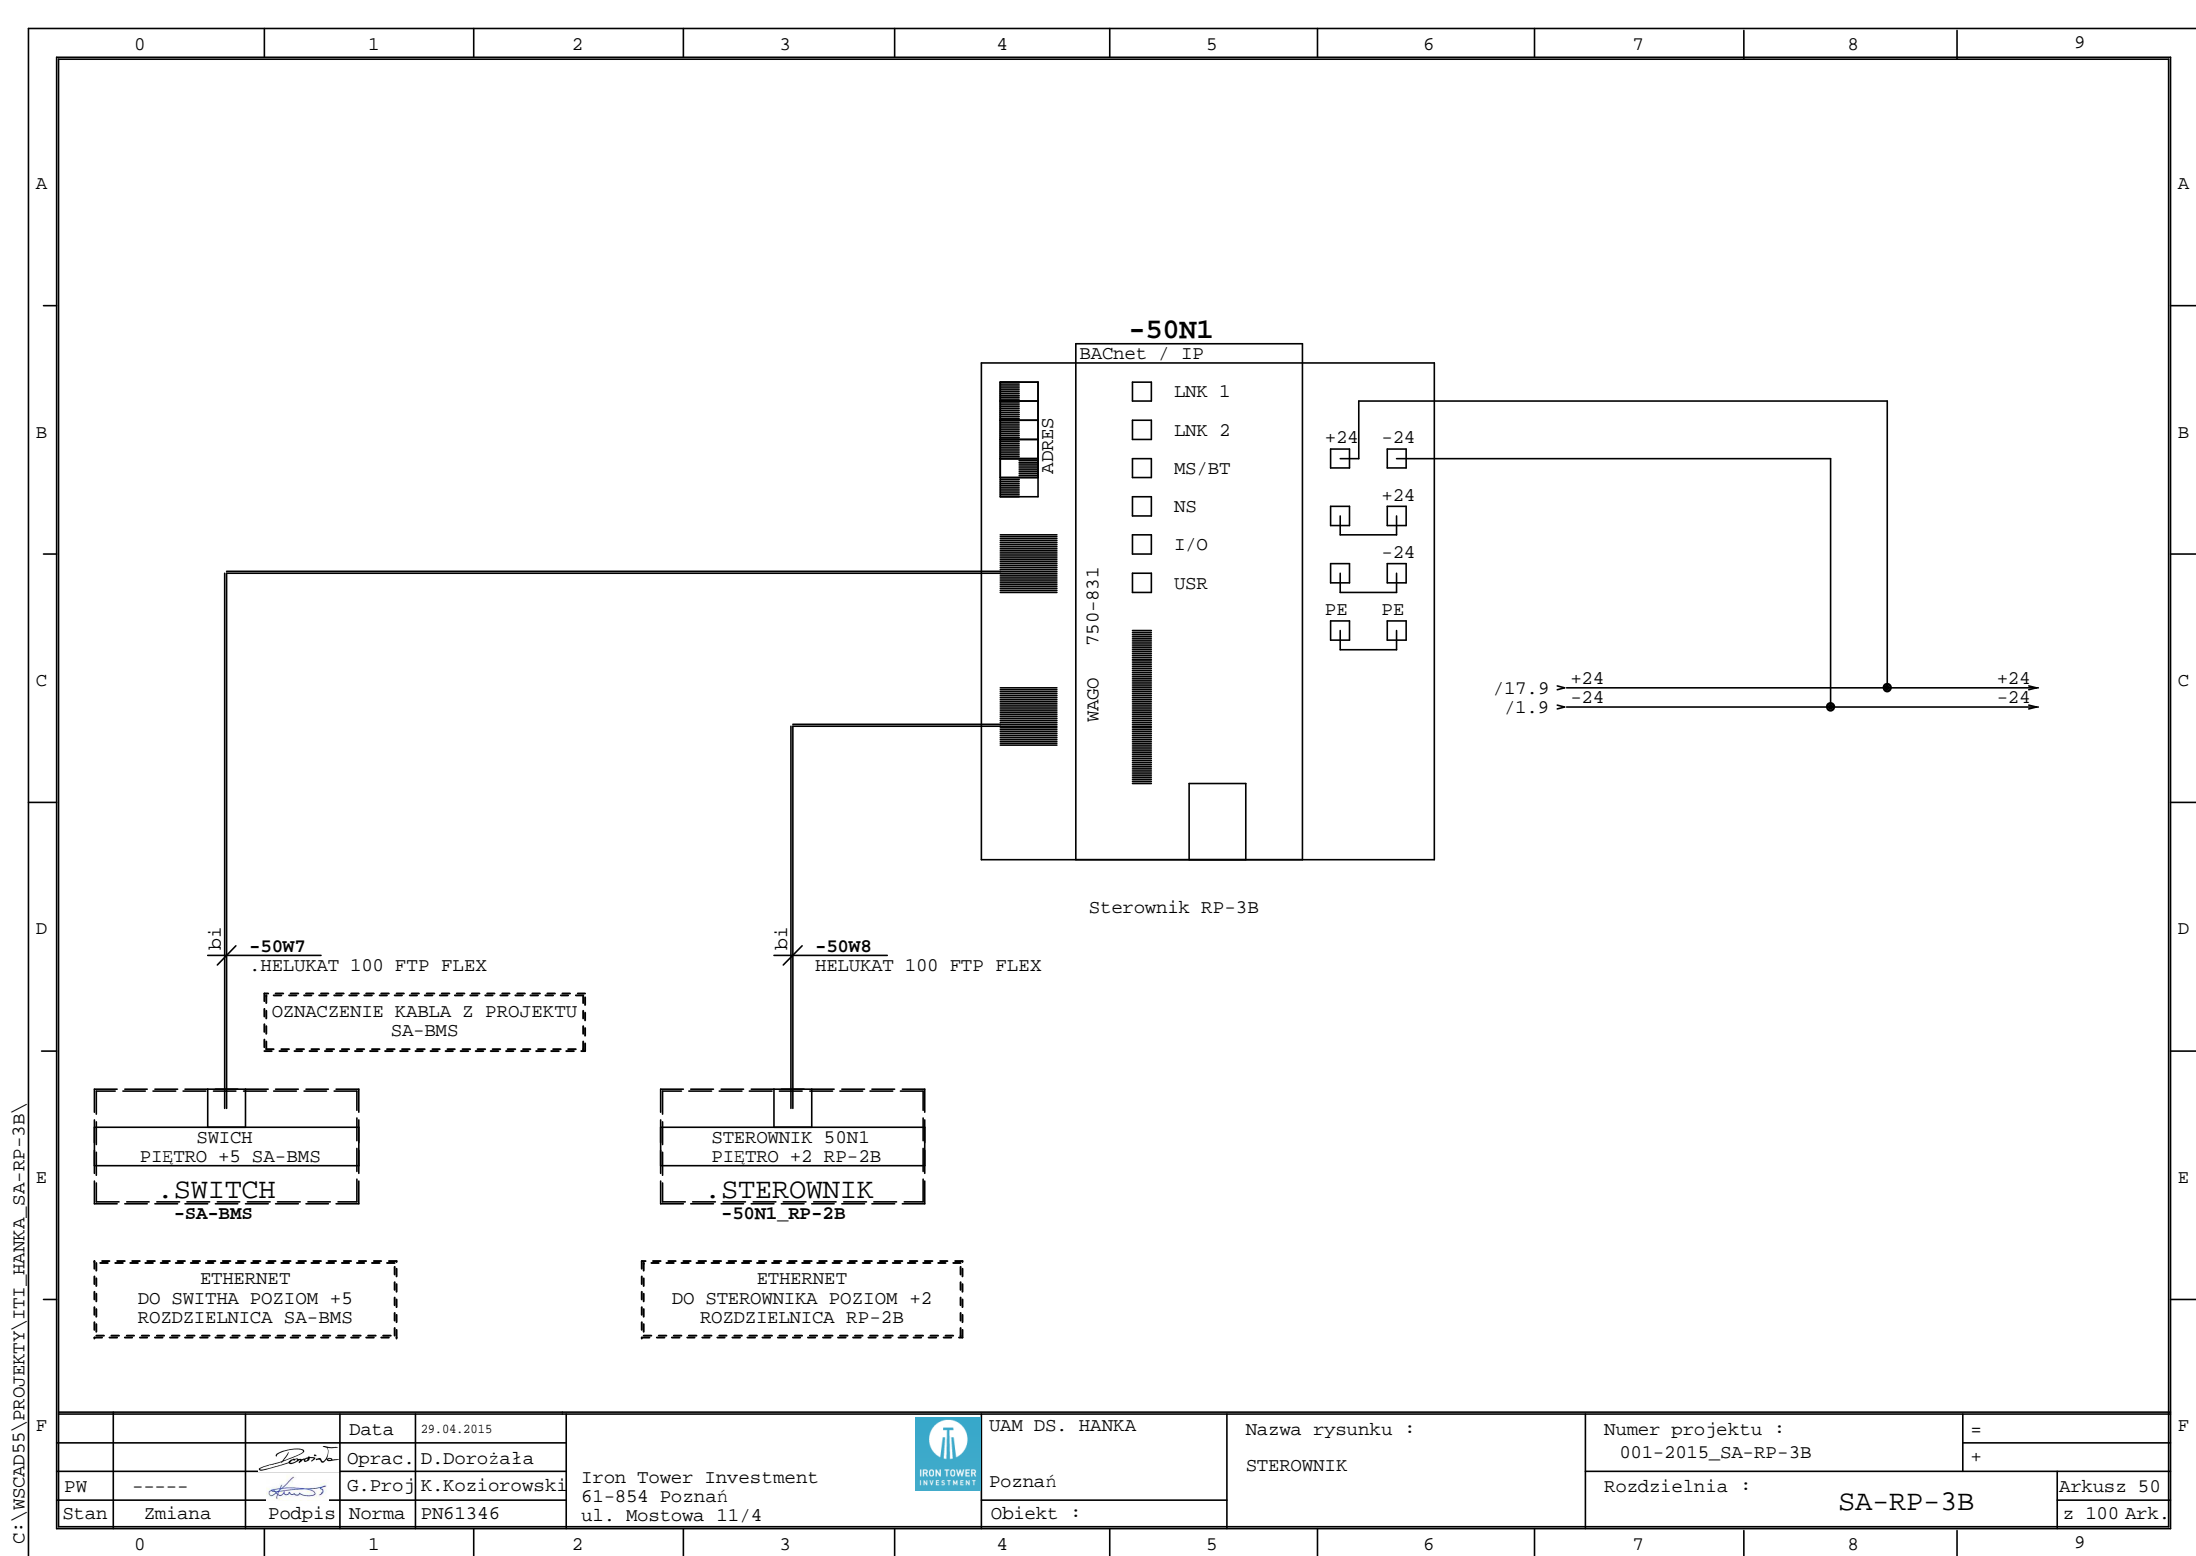 0 1 2 3 4 5 6 7 8 9
A A
-50N1
BACnet / IP
LNK 1
LNK 2
MS/BT
NS
I/O
USR
ADRES
WAGO 750-831
+24 -24
+24
-24
PE PE
B B
/17.9 +24 +24
/1.9 -24 -24
C C
Sterownik RP-3B
D D
bi -50W7
.HELUKAT 100 FTP FLEX
bi -50W8
HELUKAT 100 FTP FLEX
OZNACZENIE KABLA Z PROJEKTU
SA-BMS
SWICH
PIĘTRO +5 SA-BMS
.SWITCH
-SA-BMS
STEROWNIK 50N1
PIĘTRO +2 RP-2B
.STEROWNIK
-50N1_RP-2B
E E
ETHERNET
DO SWITHA POZIOM +5
ROZDZIELNICA SA-BMS
ETHERNET
DO STEROWNIKA POZIOM +2
ROZDZIELNICA RP-2B
C:\WSCAD55\PROJEKTY\ITI_HANKA_SA-RP-3B\
F F
Data 29.04.2015
Oprac. D.Dorożała
PW ----- G.Proj K.Koziorowski
Stan Zmiana Podpis Norma PN61346
Iron Tower Investment
61-854 Poznań
ul. Mostowa 11/4
IRON TOWER
INVESTMENT
UAM DS. HANKA
Poznań
Obiekt :
Nazwa rysunku :
STEROWNIK
Numer projektu :
001-2015_SA-RP-3B
=
+
Rozdzielnia :
SA-RP-3B
Arkusz 50
z 100 Ark.
0 1 2 3 4 5 6 7 8 9